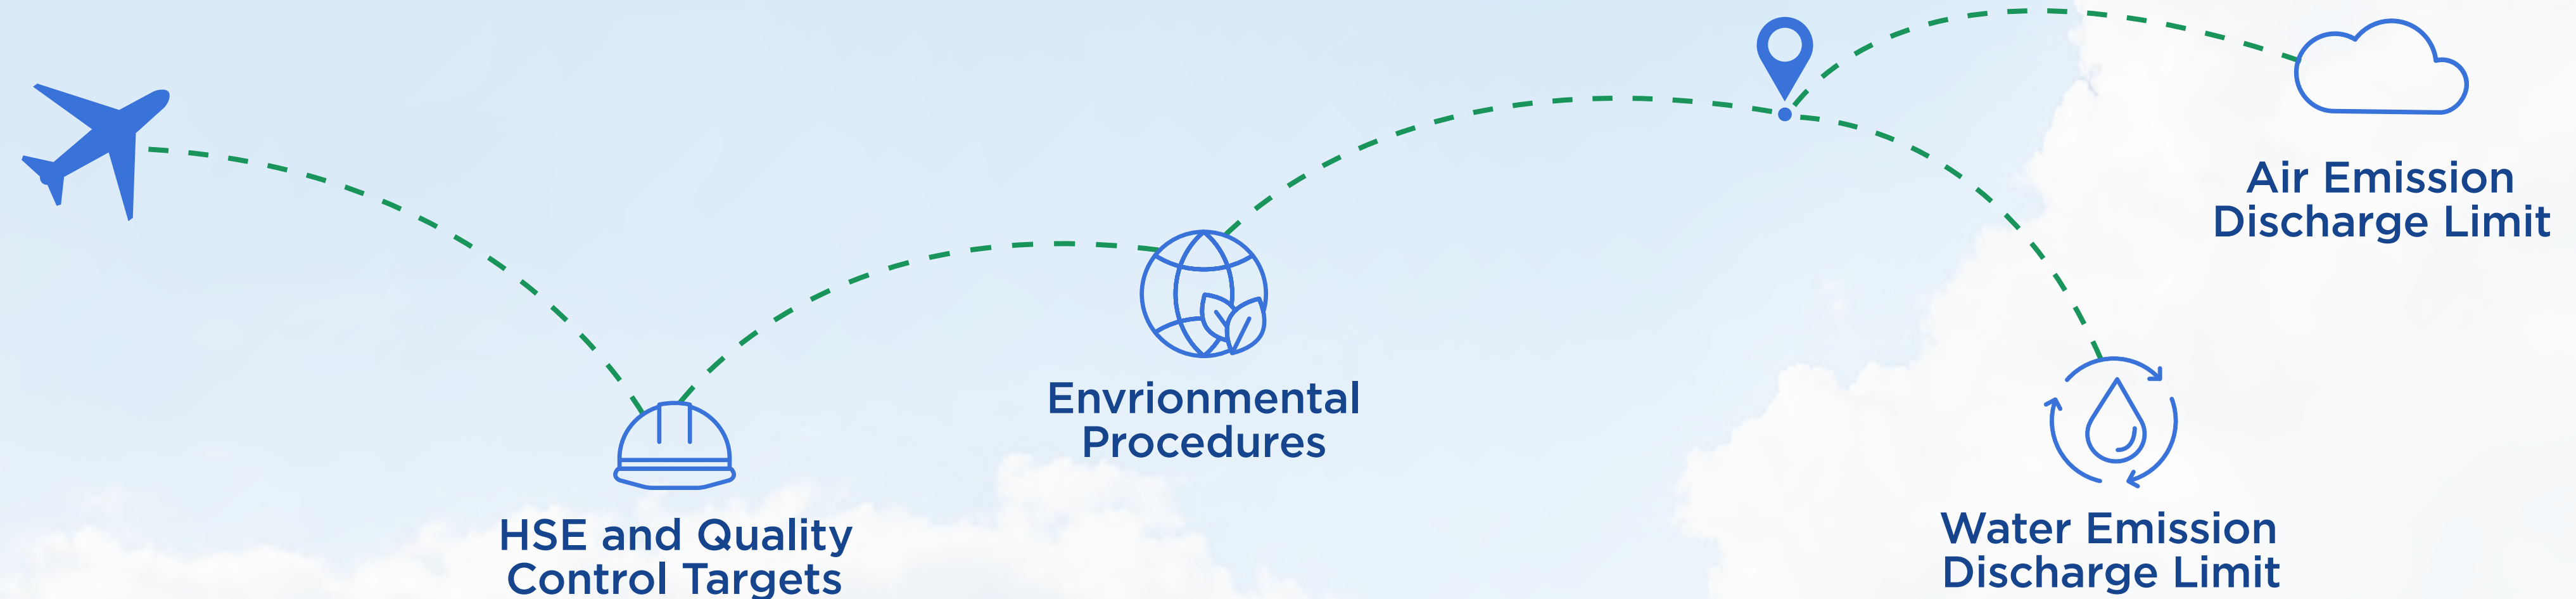 HSE and Quality
Control Targets
Envrionmental
Procedures
Air Emission
Discharge Limit
Water Emission
Discharge Limit